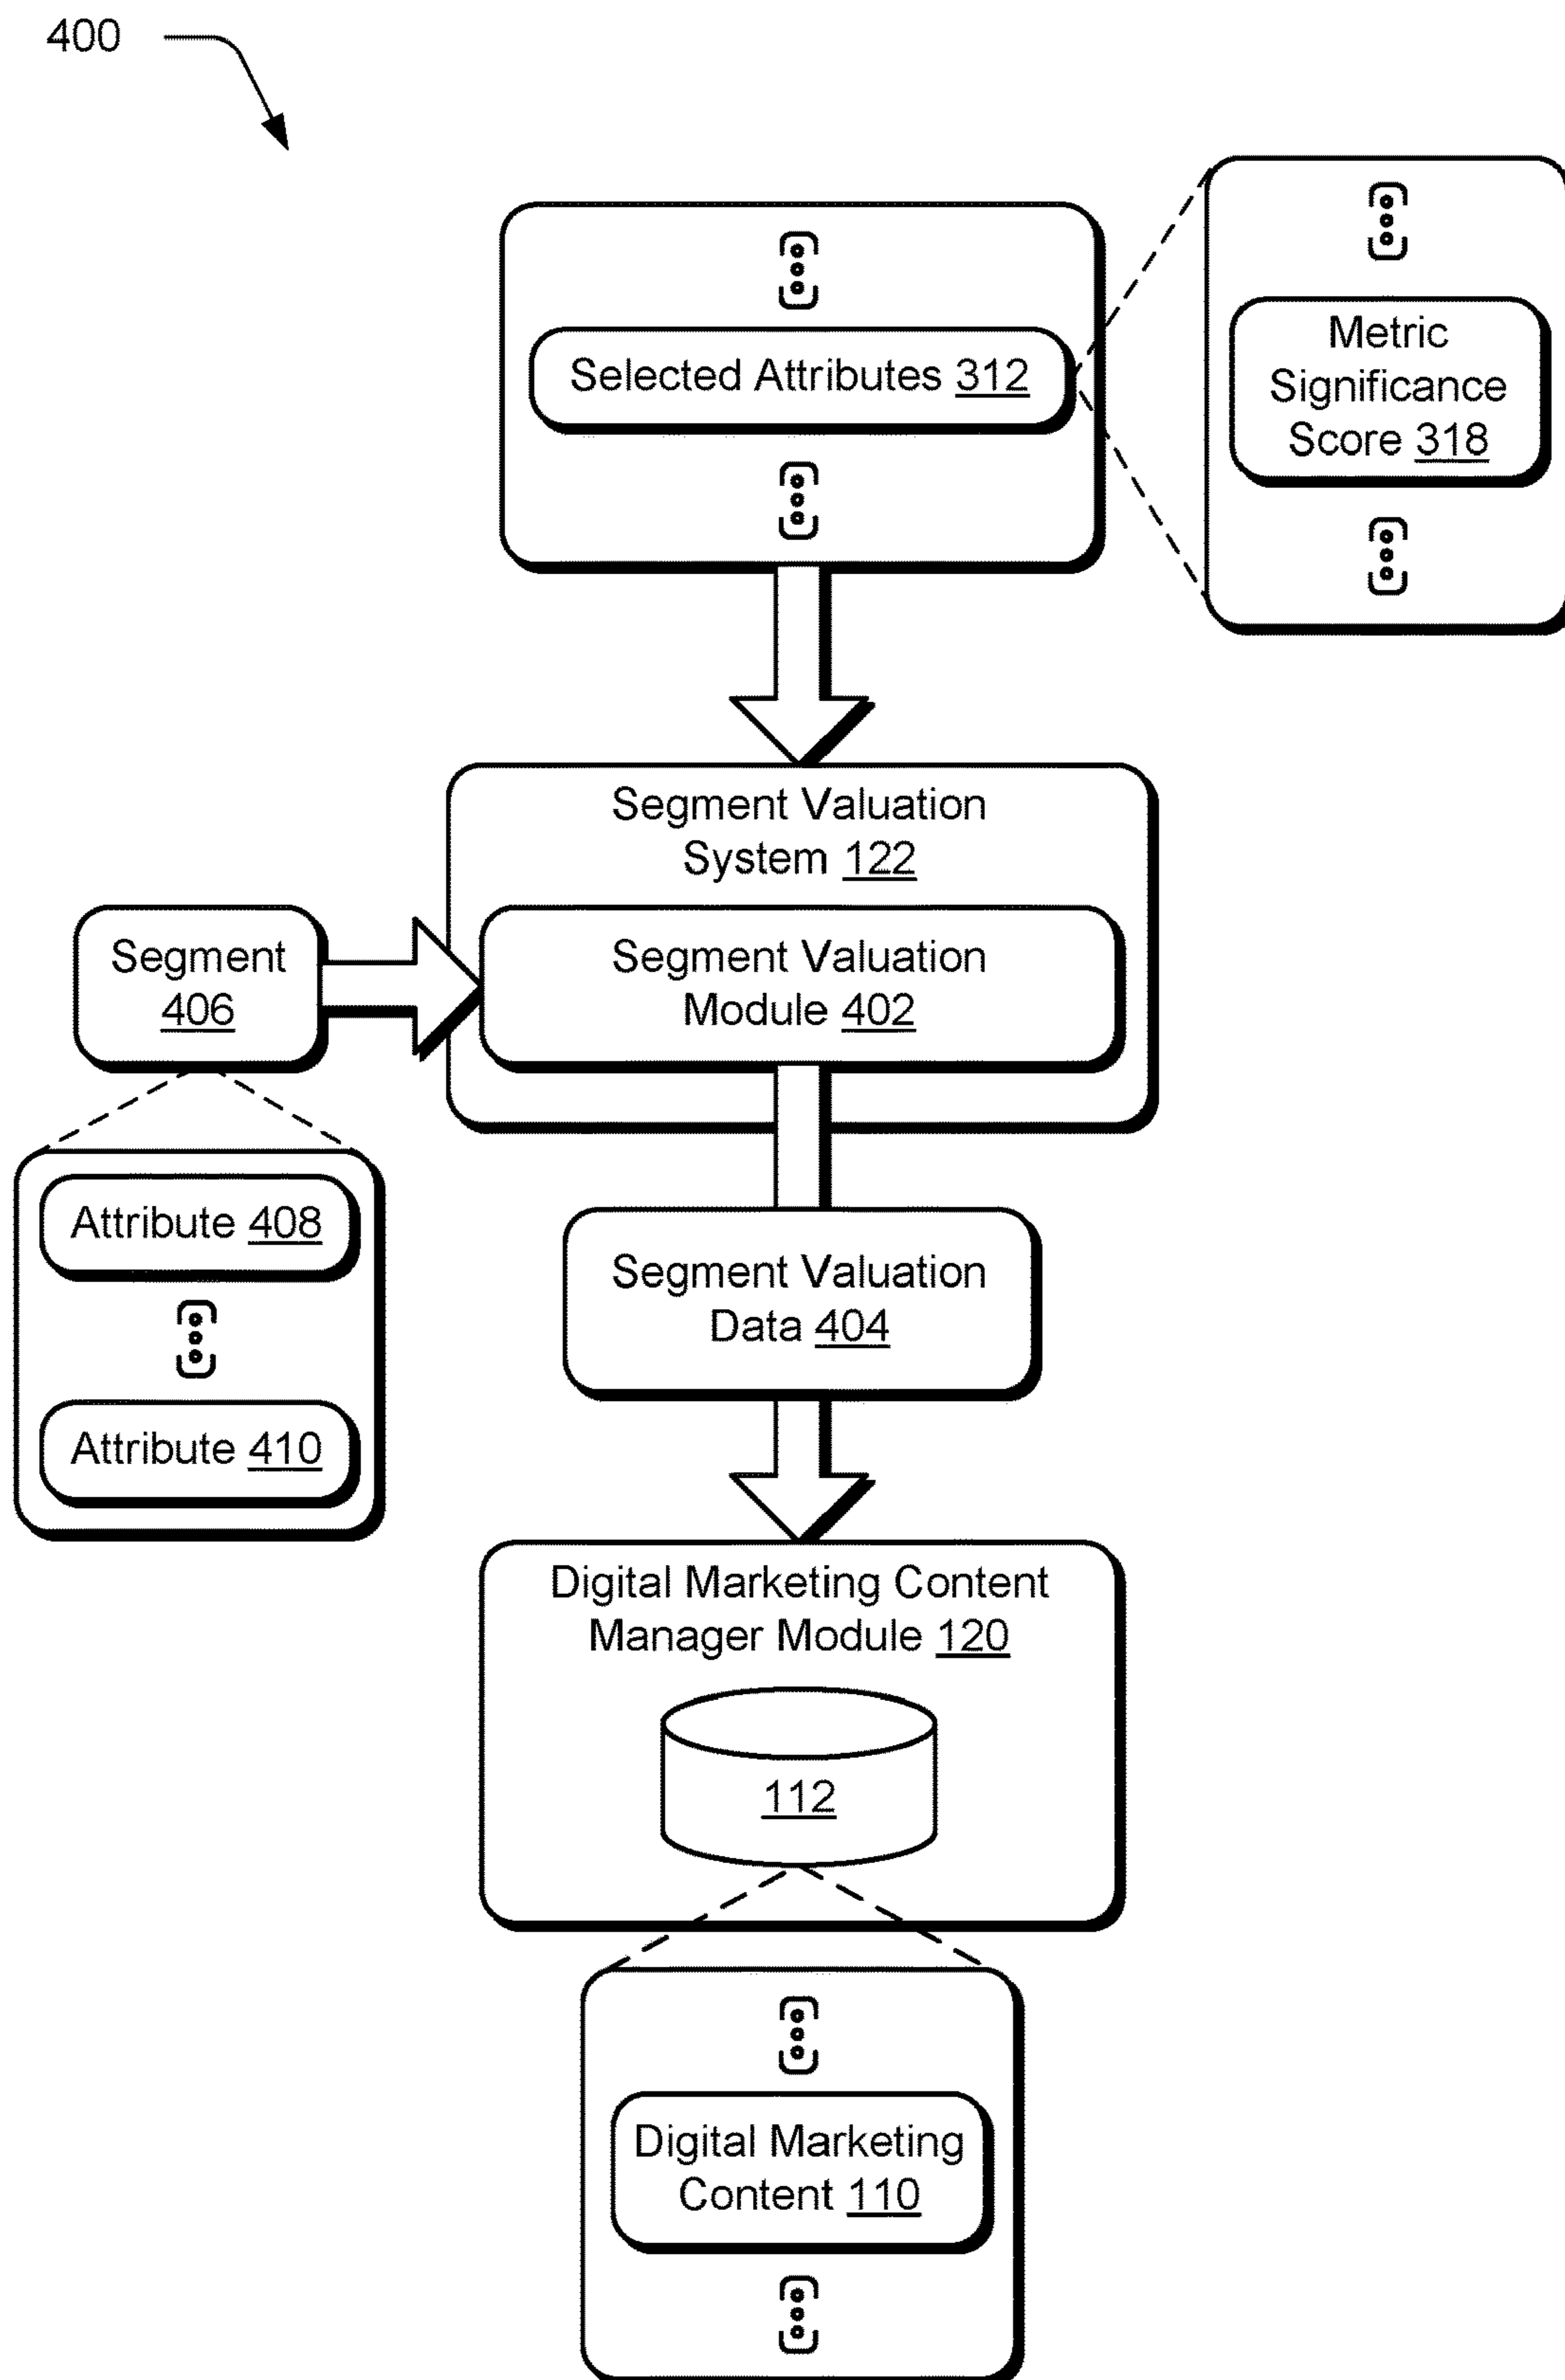 400
Selected Attributes 312
Metric
Significance
Score 318
Segment Valuation
System 122
Segment
406
Segment Valuation
Module 402
Attribute 408
Attribute 410
Segment Valuation
Data 404
Digital Marketing Content
Manager Module 120
112
Digital Marketing
Content 110